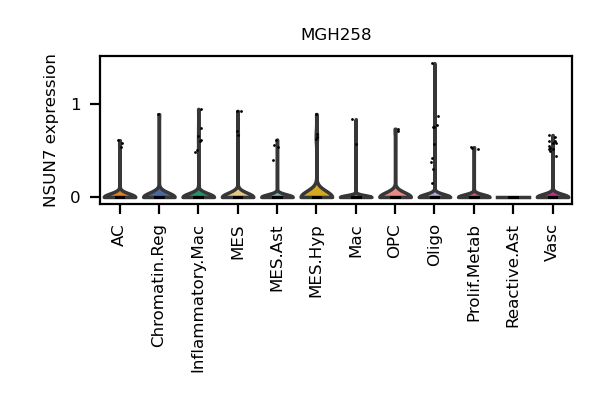 MGH258
NSUN7 expression
1
0
AC
Chromatin.Reg
Inflammatory.Mac
MES
MES.Ast
MES.Hyp
Mac
OPC
Oligo
Prolif.Metab
Reactive.Ast
Vasc